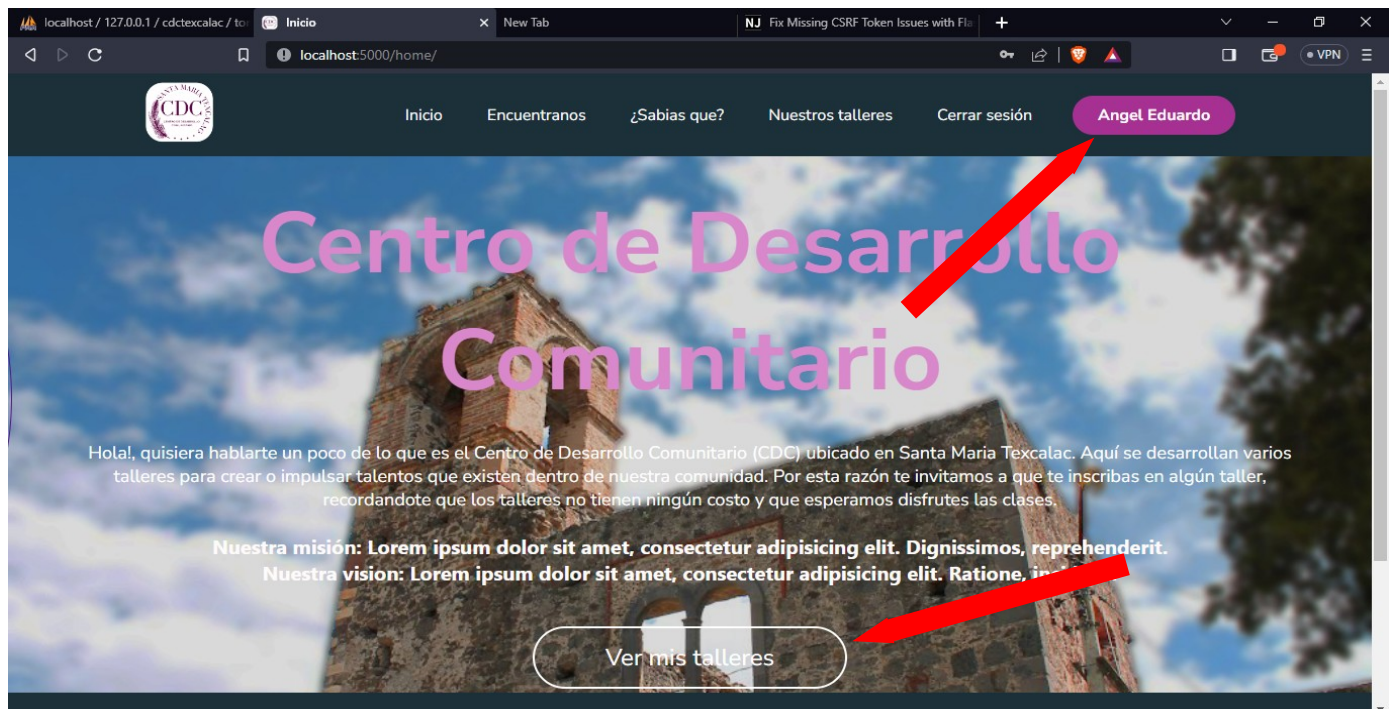 localhost / 127.0.0.1 / cdctexcalac / to
Inicio
New Tab
NJ Fix Missing CSRF Token Issues with Fla
localhost:5000/home/
VPN
SANTA MARIA TEXCALAC
CDC
Inicio
Encuentranos
¿Sabias que?
Nuestros talleres
Cerrar sesión
Angel Eduardo
Centro de Desarrollo
Comunitario
Hola!, quisiera hablarte un poco de lo que es el Centro de Desarrollo Comunitario (CDC) ubicado en Santa Maria Texcalac. Aquí se desarrollan varios
talleres para crear o impulsar talentos que existen dentro de nuestra comunidad. Por esta razón te invitamos a que te inscribas en algún taller,
recordandote que los talleres no tienen ningún costo y que esperamos disfrutes las clases.
Nuestra misión: Lorem ipsum dolor sit amet, consectetur adipisicing elit. Dignissimos, reprehenderit.
Nuestra vision: Lorem ipsum dolor sit amet, consectetur adipisicing elit. Ratione,
Ver mis talleres